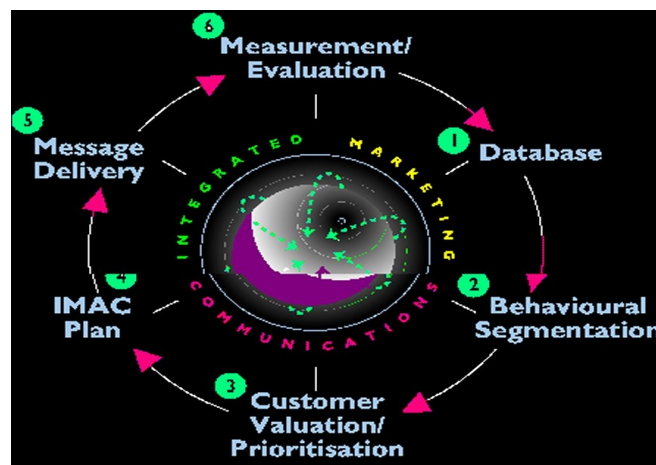 6
Measurement/
Evaluation
1
Database
2
Behavioural
Segmentation
3
Customer
Valuation/
Prioritisation
4
IMAC
Plan
5
Message
Delivery
INTEGRATED
MARKETING
COMMUNICATIONS